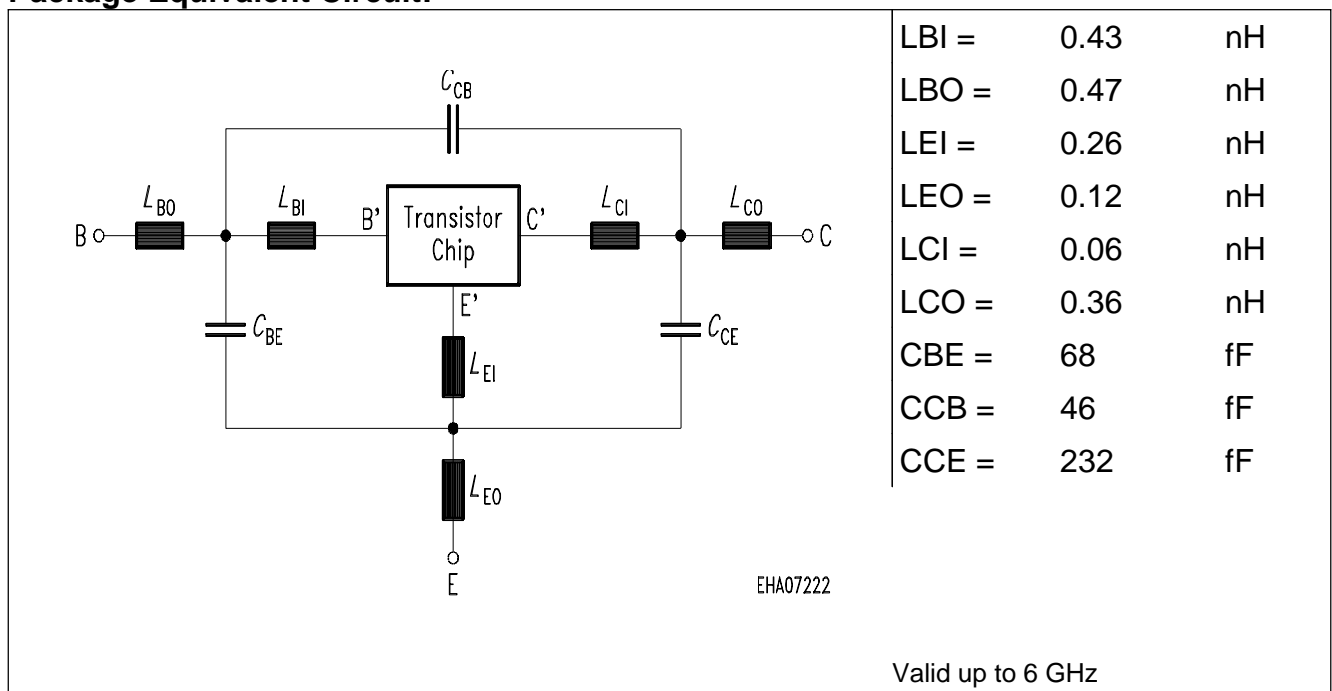 Package Equivalent Circuit:
C_CB
L_BO
L_BI
B'
Transistor
Chip
C'
L_CI
L_CO
B
C
E'
C_BE
C_CE
L_EI
L_EO
E
EHA07222
LBI = 0.43 nH
LBO = 0.47 nH
LEI = 0.26 nH
LEO = 0.12 nH
LCI = 0.06 nH
LCO = 0.36 nH
CBE = 68 fF
CCB = 46 fF
CCE = 232 fF
Valid up to 6 GHz